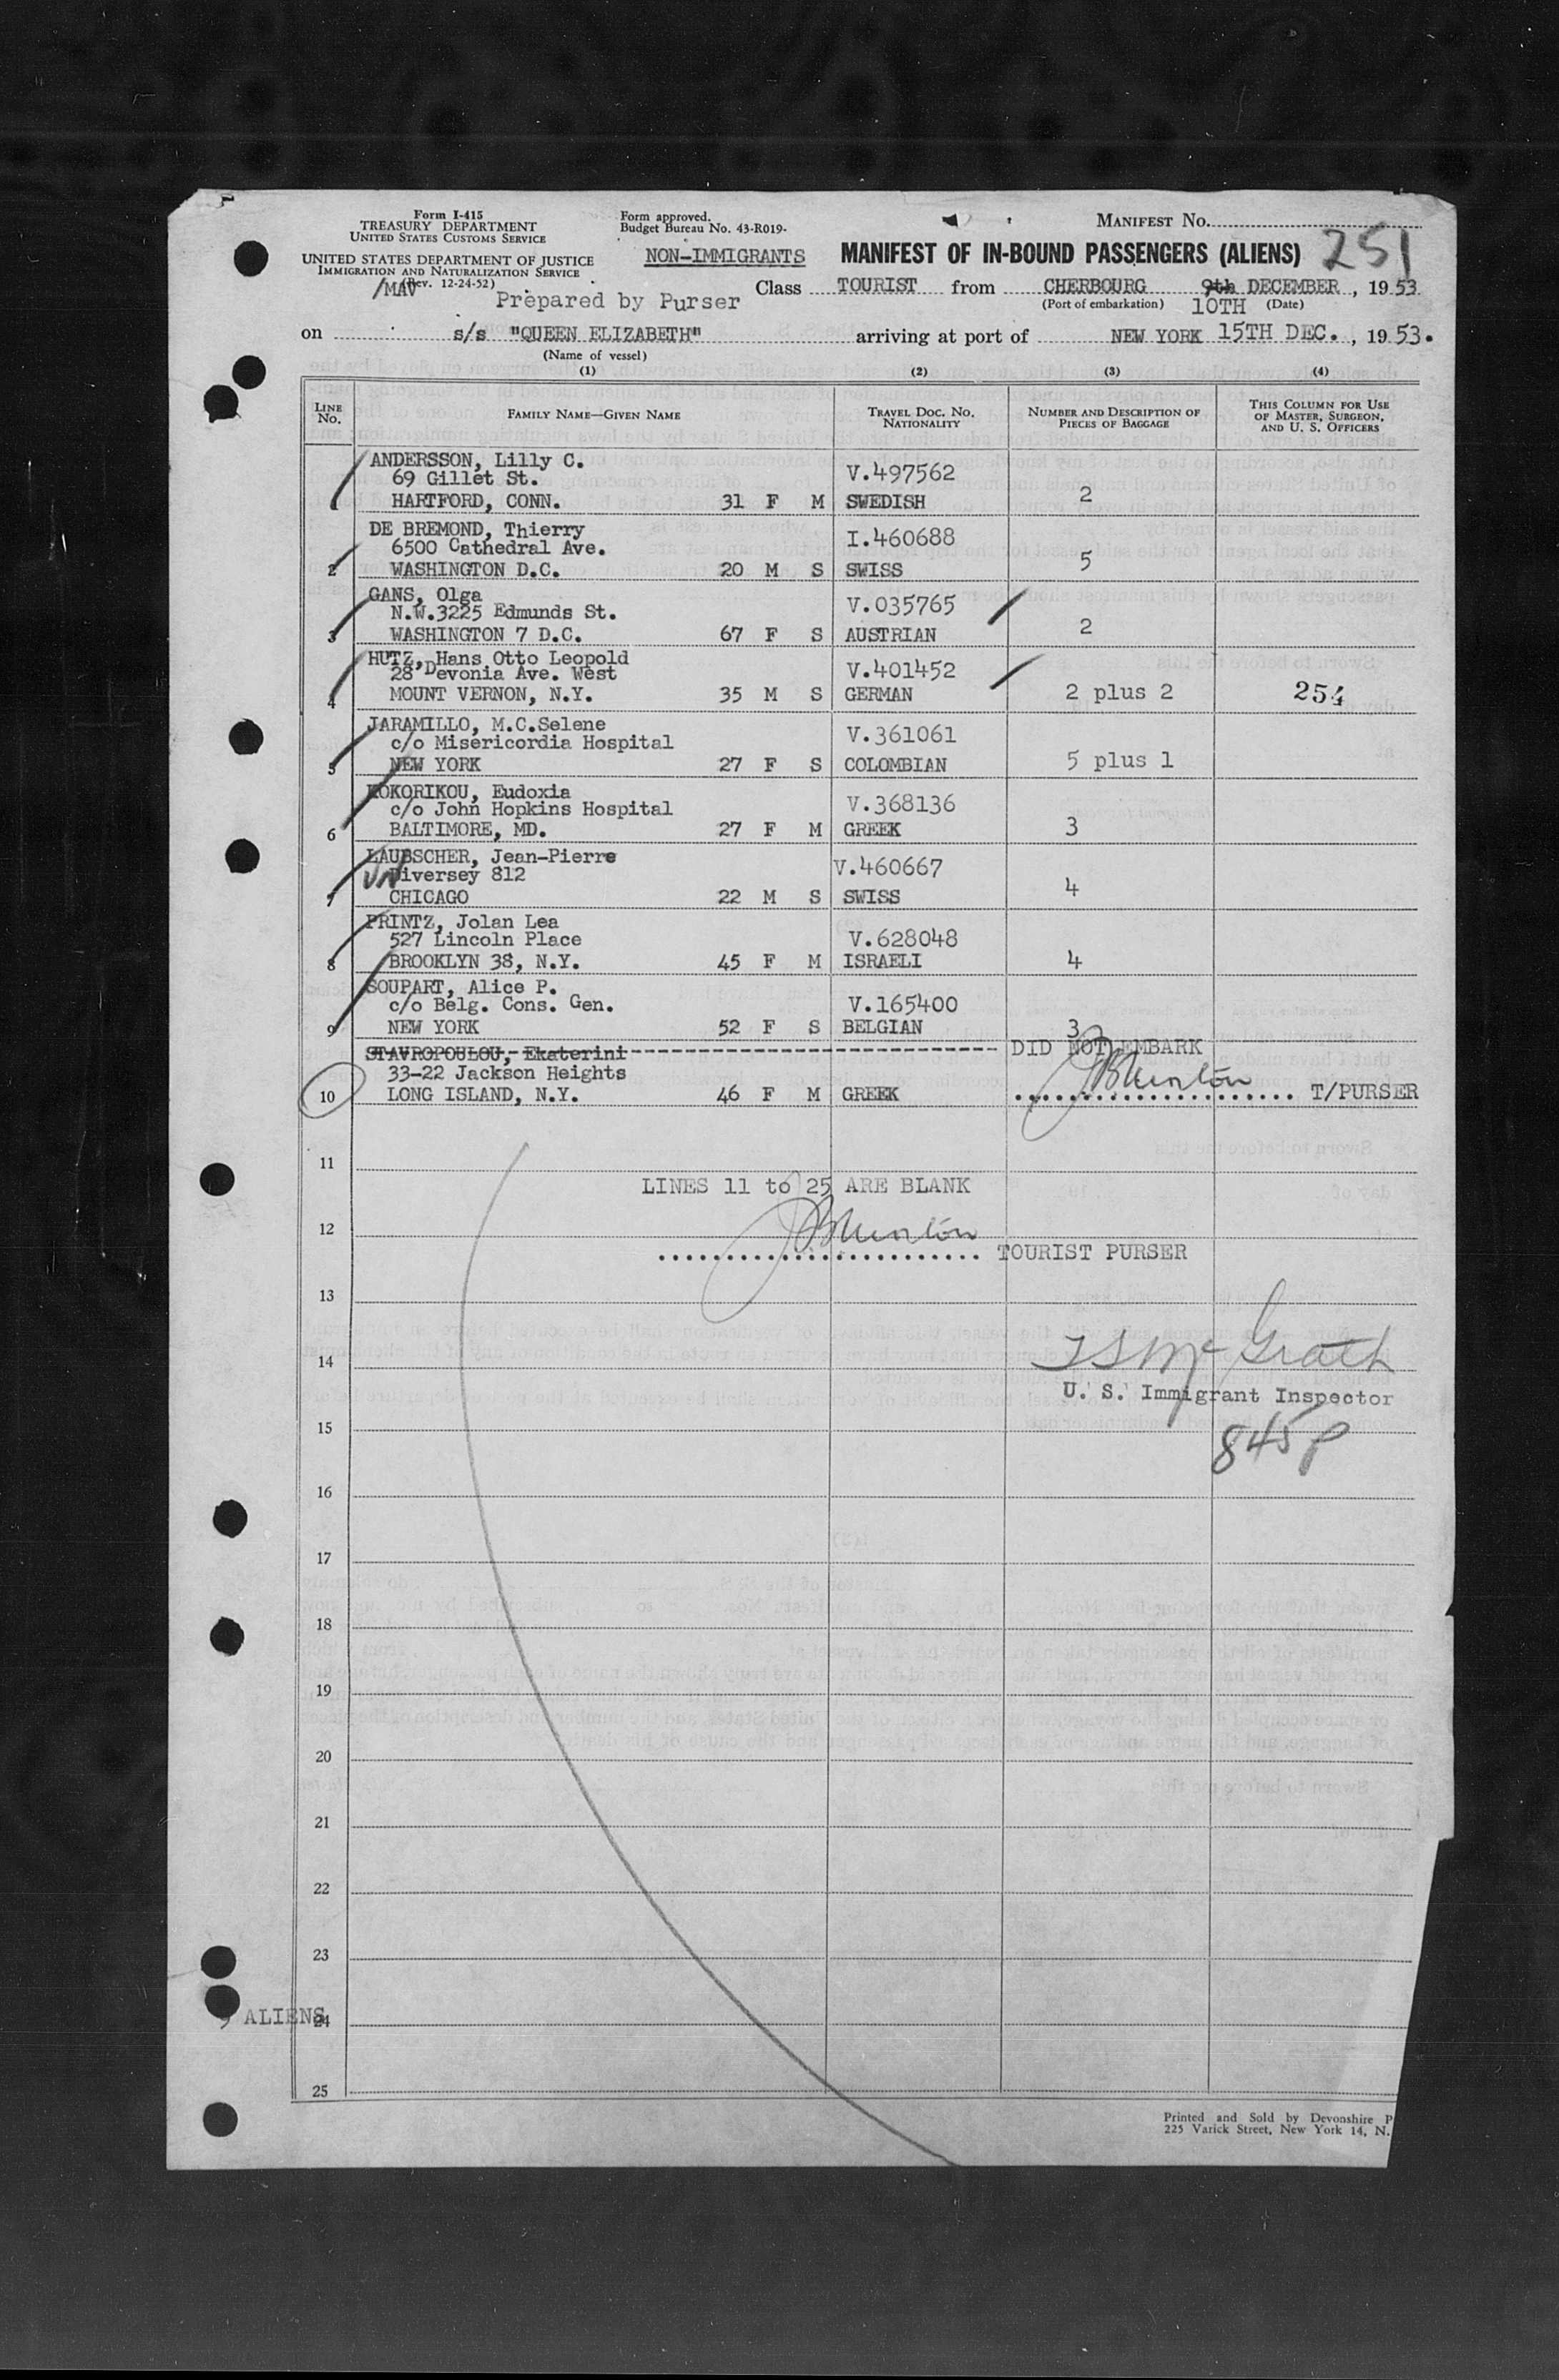 Form I-415
TREASURY DEPARTMENT
UNITED STATES CUSTOMS SERVICE
UNITED STATES DEPARTMENT OF JUSTICE
IMMIGRATION AND NATURALIZATION SERVICE
(Rev. 12-24-52)
/MAV
Form approved.
Budget Bureau No. 43-R019-
NON-IMMIGRANTS
Prepared by Purser
MANIFEST No.
251
MANIFEST OF IN-BOUND PASSENGERS (ALIENS)
Class TOURIST from CHERBOURG 9th DECEMBER, 1953
(Port of embarkation) 10TH (Date)
on s/s "QUEEN ELIZABETH" arriving at port of NEW YORK 15TH DEC., 1953.
(Name of vessel)
(1) (2) (3) (4)
LINE No. FAMILY NAME—GIVEN NAME TRAVEL DOC. NO. NATIONALITY NUMBER AND DESCRIPTION OF PIECES OF BAGGAGE THIS COLUMN FOR USE OF MASTER, SURGEON, AND U. S. OFFICERS
ANDERSSON, Lilly C.
69 Gillet St. V.497562
1 HARTFORD, CONN. 31 F M SWEDISH 2
DE BREMOND, Thierry
6500 Cathedral Ave. I.460688
2 WASHINGTON D.C. 20 M S SWISS 5
GANS, Olga
N.W.3225 Edmunds St. V.035765
3 WASHINGTON 7 D.C. 67 F S AUSTRIAN 2
HUTZ, Hans Otto Leopold
28 Devonia Ave. West V.401452
4 MOUNT VERNON, N.Y. 35 M S GERMAN 2 plus 2 254
JARAMILLO, M.C.Selene
c/o Misericordia Hospital V.361061
5 NEW YORK 27 F S COLOMBIAN 5 plus 1
KOKORIKOU, Eudoxia
c/o John Hopkins Hospital V.368136
6 BALTIMORE, MD. 27 F M GREEK 3
LAUBSCHER, Jean-Pierre
Diversey 812 V.460667
7 CHICAGO 22 M S SWISS 4
PRINTZ, Jolan Lea
527 Lincoln Place V.628048
8 BROOKLYN 38, N.Y. 45 F M ISRAELI 4
SOUPART, Alice P.
c/o Belg. Cons. Gen. V.165400
9 NEW YORK 52 F S BELGIAN 3
STAVROPOULOU, Ekaterini DID NOT EMBARK
33-22 Jackson Heights
10 LONG ISLAND, N.Y. 46 F M GREEK T/PURSER
11
LINES 11 to 25 ARE BLANK
12
TOURIST PURSER
13
14 McGrath
U. S. Immigrant Inspector
15
845P
16
17
18
19
20
21
22
23
ALIENS
24
25
Printed and Sold by Devonshire P
225 Varick Street, New York 14, N.